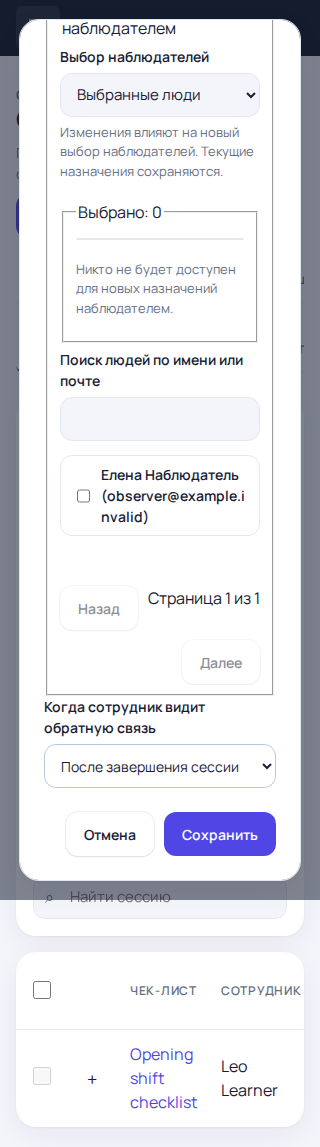 наблюдателем
Выбор наблюдателей
Выбранные люди
Изменения влияют на новый
выбор наблюдателей. Текущие
назначения сохраняются.
Выбрано: 0
Никто не будет доступен
для новых назначений
наблюдателем.
Поиск людей по имени или
почте
Елена Наблюдатель
(observer@example.i
nvalid)
Назад
Страница 1 из 1
Далее
Когда сотрудник видит
обратную связь
После завершения сессии
Отмена
Сохранить
Найти сессию
ЧЕК-ЛИСТ
СОТРУДНИК
+
Opening
shift
checklist
Leo
Learner